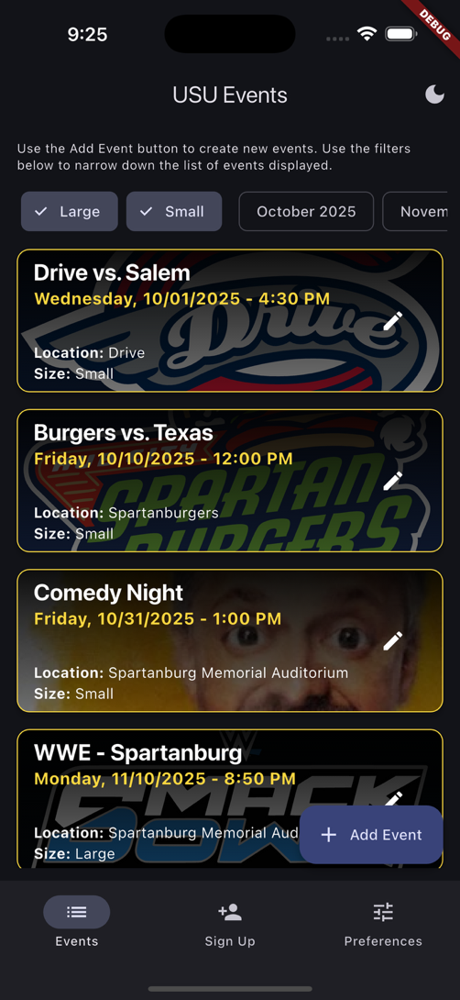 9:25
DEBUG
USU Events
Use the Add Event button to create new events. Use the filters
below to narrow down the list of events displayed.
Large
Small
October 2025
Novem
Drive vs. Salem
Wednesday, 10/01/2025 - 4:30 PM
Drive
Location: Drive
Size: Small
Burgers vs. Texas
Friday, 10/10/2025 - 12:00 PM
SPARTAN
BURGERS
Location: Spartanburgers
Size: Small
Comedy Night
Friday, 10/31/2025 - 1:00 PM
Location: Spartanburg Memorial Auditorium
Size: Small
WWE - Spartanburg
Monday, 11/10/2025 - 8:50 PM
Location: Spartanburg Memorial Aud
Size: Large
Add Event
Events
Sign Up
Preferences